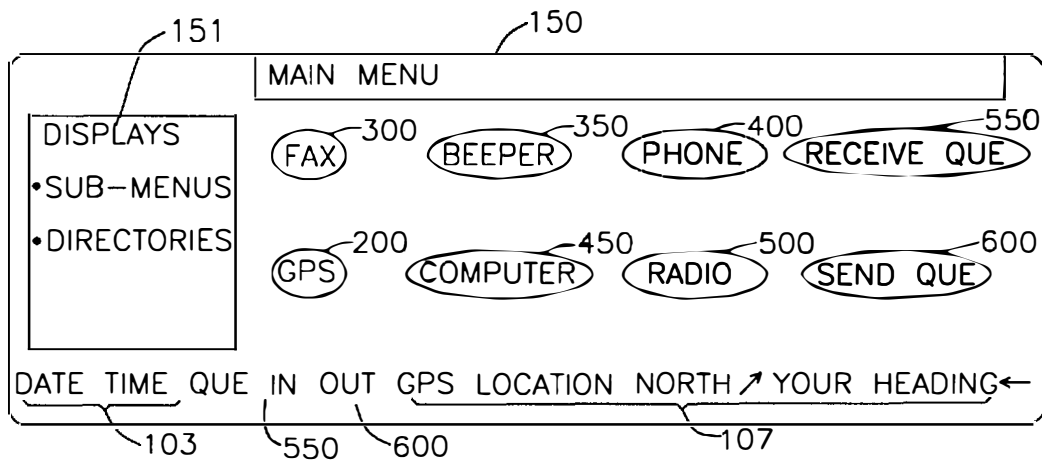 151 150
MAIN MENU
DISPLAYS
•SUB-MENUS
•DIRECTORIES
300 350 400 550
FAX BEEPER PHONE RECEIVE QUE
200 450 500 600
GPS COMPUTER RADIO SEND QUE
DATE TIME QUE IN OUT GPS LOCATION NORTH↗YOUR HEADING←
103 550 600 107